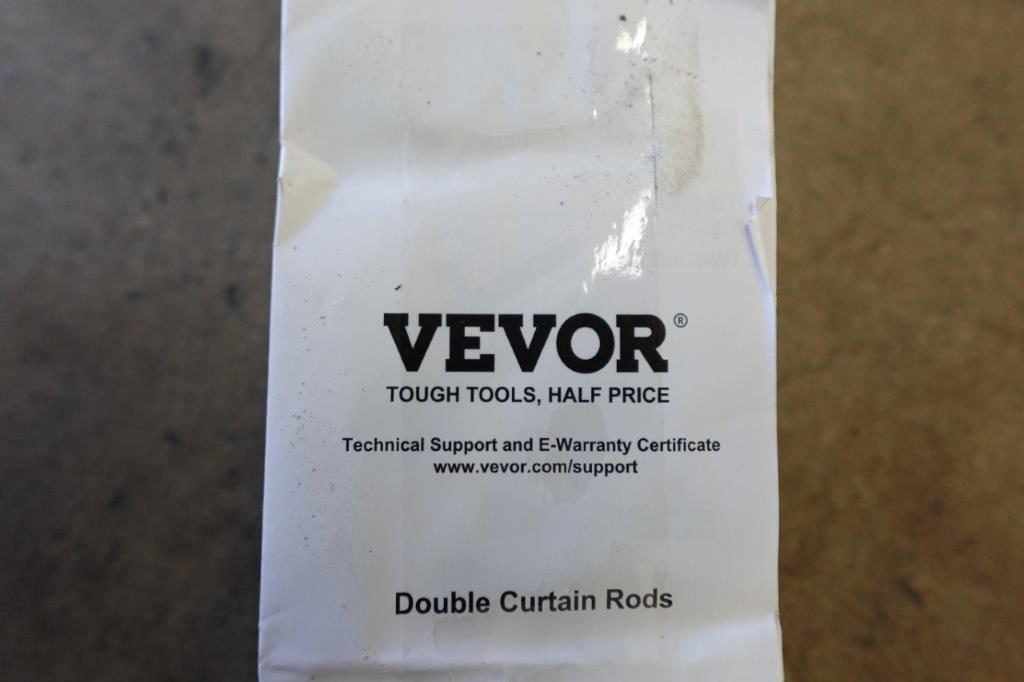 VEVOR®
TOUGH TOOLS, HALF PRICE
Technical Support and E-Warranty Certificate
www.vevor.com/support
Double Curtain Rods